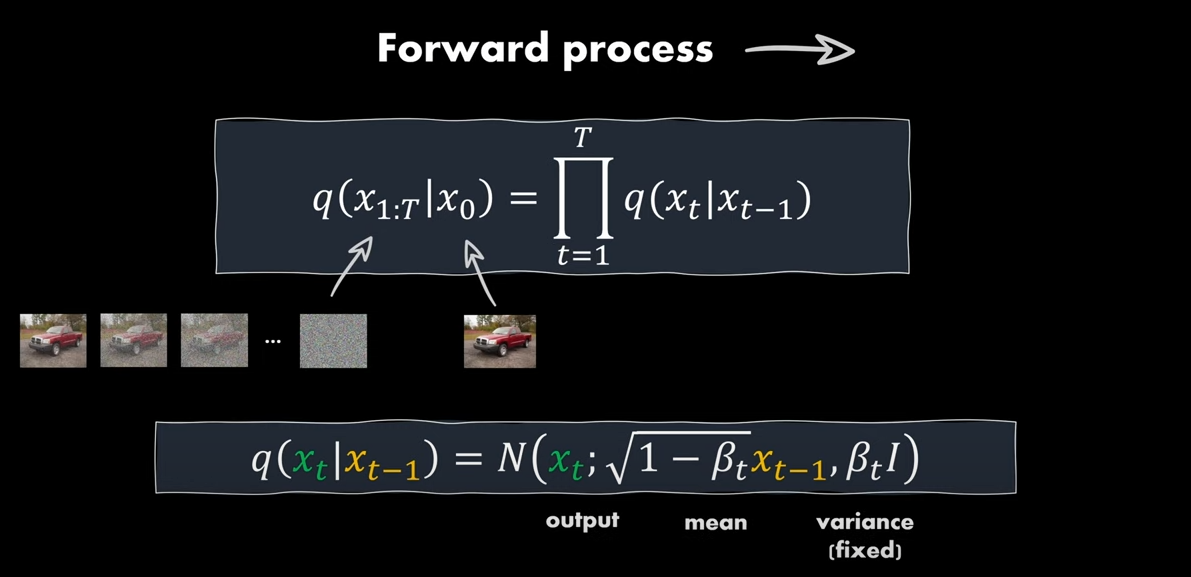 Forward process
q(x_{1:T}|x_0) = ∏_{t=1}^{T} q(x_t|x_{t−1})
...
q(x_t|x_{t−1}) = N(x_t; √(1 − β_t) x_{t−1}, β_t I)
output mean variance
(fixed)